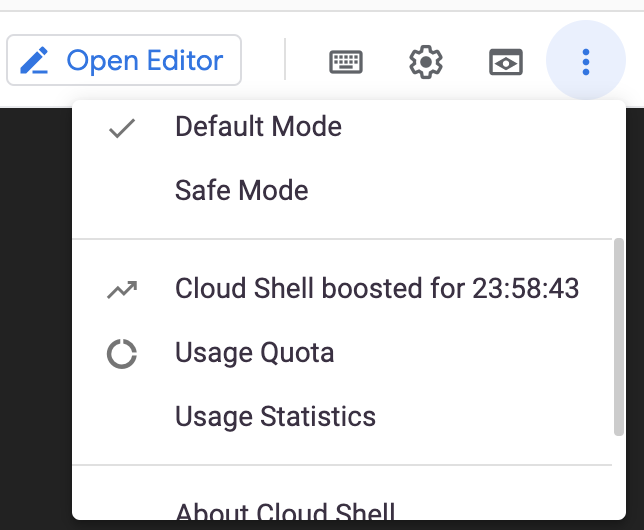 Open Editor
Default Mode
Safe Mode
Cloud Shell boosted for 23:58:43
Usage Quota
Usage Statistics
About Cloud Shell